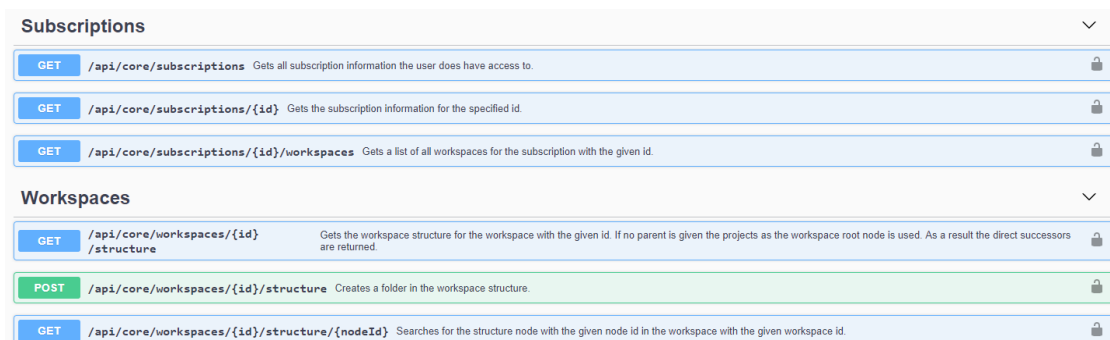 Subscriptions
GET /api/core/subscriptions Gets all subscription information the user does have access to.
GET /api/core/subscriptions/{id} Gets the subscription information for the specified id.
GET /api/core/subscriptions/{id}/workspaces Gets a list of all workspaces for the subscription with the given id.
Workspaces
GET /api/core/workspaces/{id}
/structure
Gets the workspace structure for the workspace with the given id. If no parent is given the projects as the workspace root node is used. As a result the direct successors
are returned.
POST /api/core/workspaces/{id}/structure Creates a folder in the workspace structure.
GET /api/core/workspaces/{id}/structure/{nodeId} Searches for the structure node with the given node id in the workspace with the given workspace id.